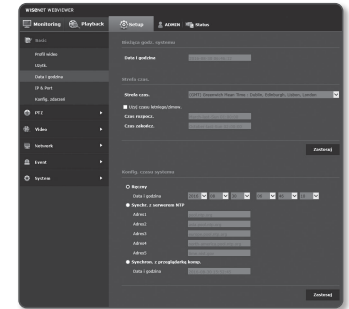 WISENET WEBVIEWER
Monitoring
Playback
Setup
ADMIN
Status
Basic
Profil wideo
Użytk.
Data i godzina
IP & Port
Konfig. zdarzeń
PTZ
Video
Network
Event
System
Bieżąca godz. systemu
Data i godzina
Strefa czas.
Strefa czas.
(GMT) Greenwich Mean Time : Dublin, Edinburgh, Lisbon, London
Użyj czasu letniego/zimow.
Czas rozpocz.
Czas zakończ.
Zastosuj
Konfig. czasu systemu
Ręczny
Data i godzina
Synchr. z serwerem NTP
Adres1
Adres2
Adres3
Adres4
Adres5
Synchron. z przeglądarką komp.
Data i godzina
Zastosuj